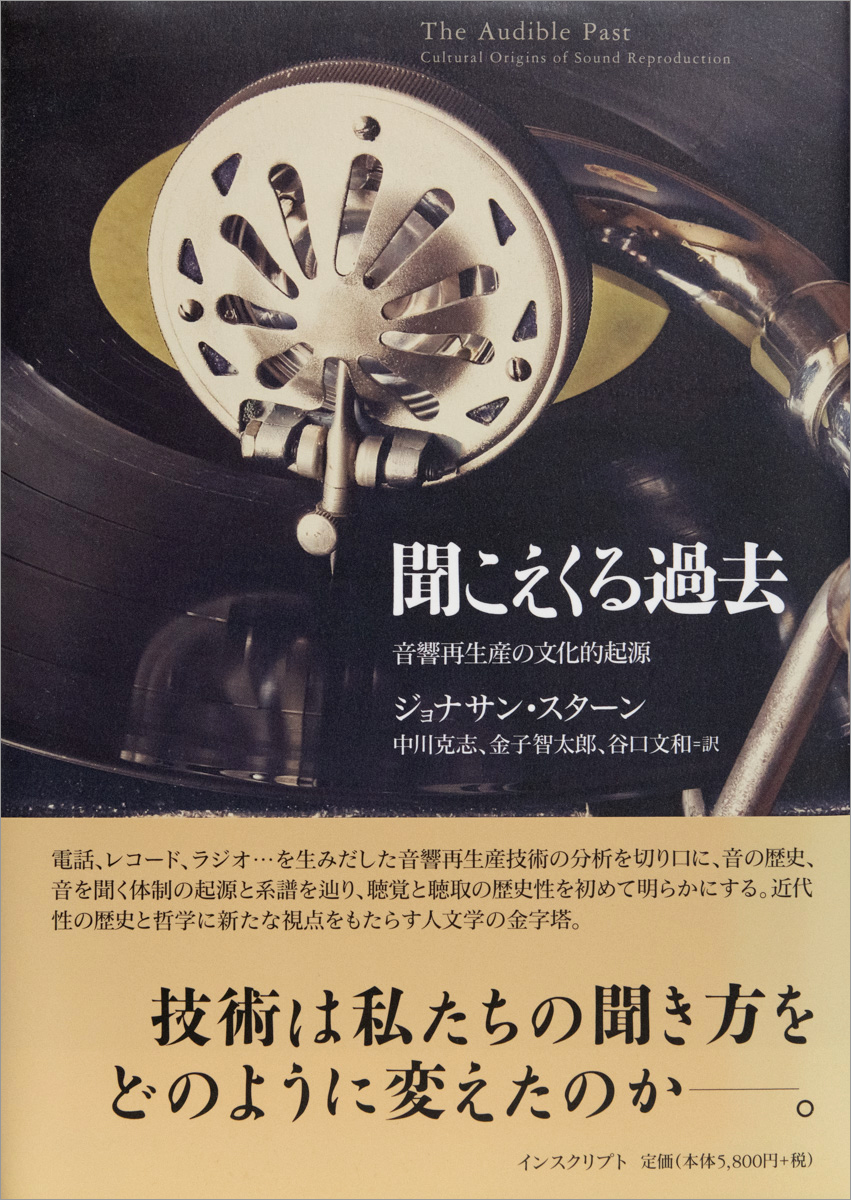 The Audible Past
Cultural Origins of Sound Reproduction
聞こえくる過去
音響再生産の文化的起源
ジョナサン・スターン
中川克志、金子智太郎、谷口文和=訳
電話、レコード、ラジオ…を生みだした音響再生産技術の分析を切り口に、音の歴史、
音を聞く体制の起源と系譜を辿り、聴覚と聴取の歴史性を初めて明らかにする。近代
性の歴史と哲学に新たな視点をもたらす人文学の金字塔。
技術は私たちの聞き方を
どのように変えたのか――。
インスクリプト 定価(本体5,800円+税)